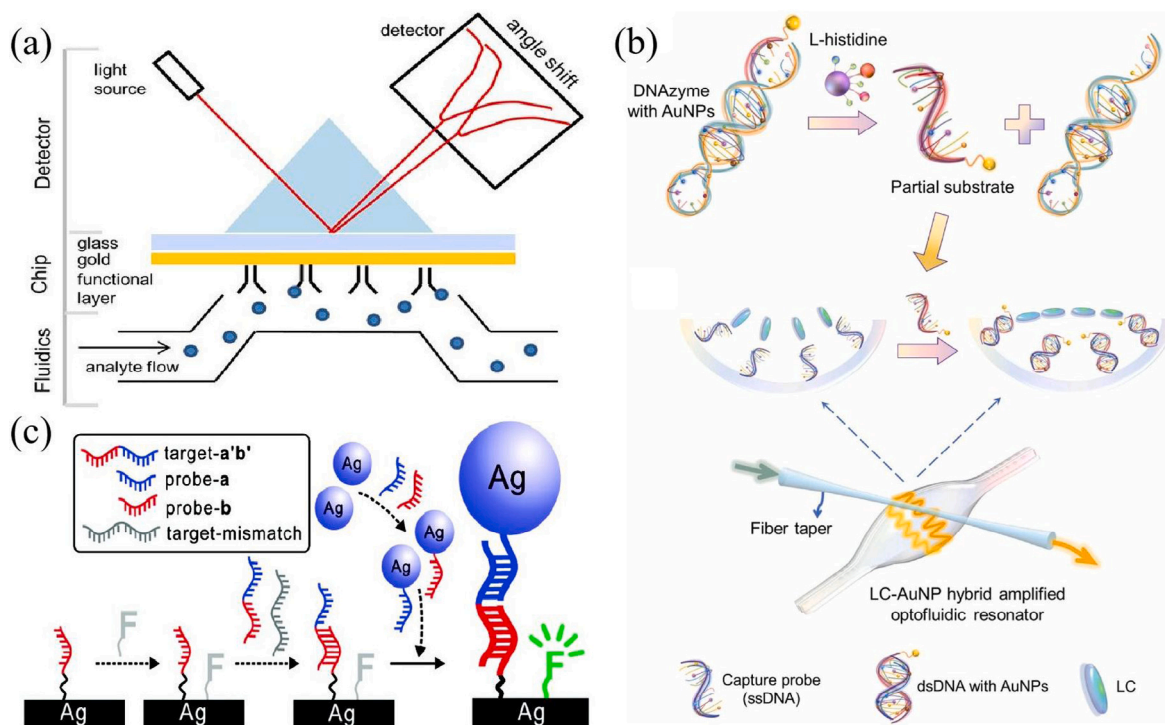 (a)
detector
angle shift
light
source
Detector
glass
gold
functional
layer
Chip
Fluidics
analyte flow
(b)
L-histidine
DNAzyme
with AuNPs
Partial substrate
Fiber taper
LC-AuNP hybrid amplified
optofluidic resonator
Capture probe
(ssDNA)
dsDNA with AuNPs
LC
(c)
target-a'b'
probe-a
probe-b
target-mismatch
Ag
Ag
Ag
Ag
Ag
F
F
F
F
Ag
Ag
Ag
Ag